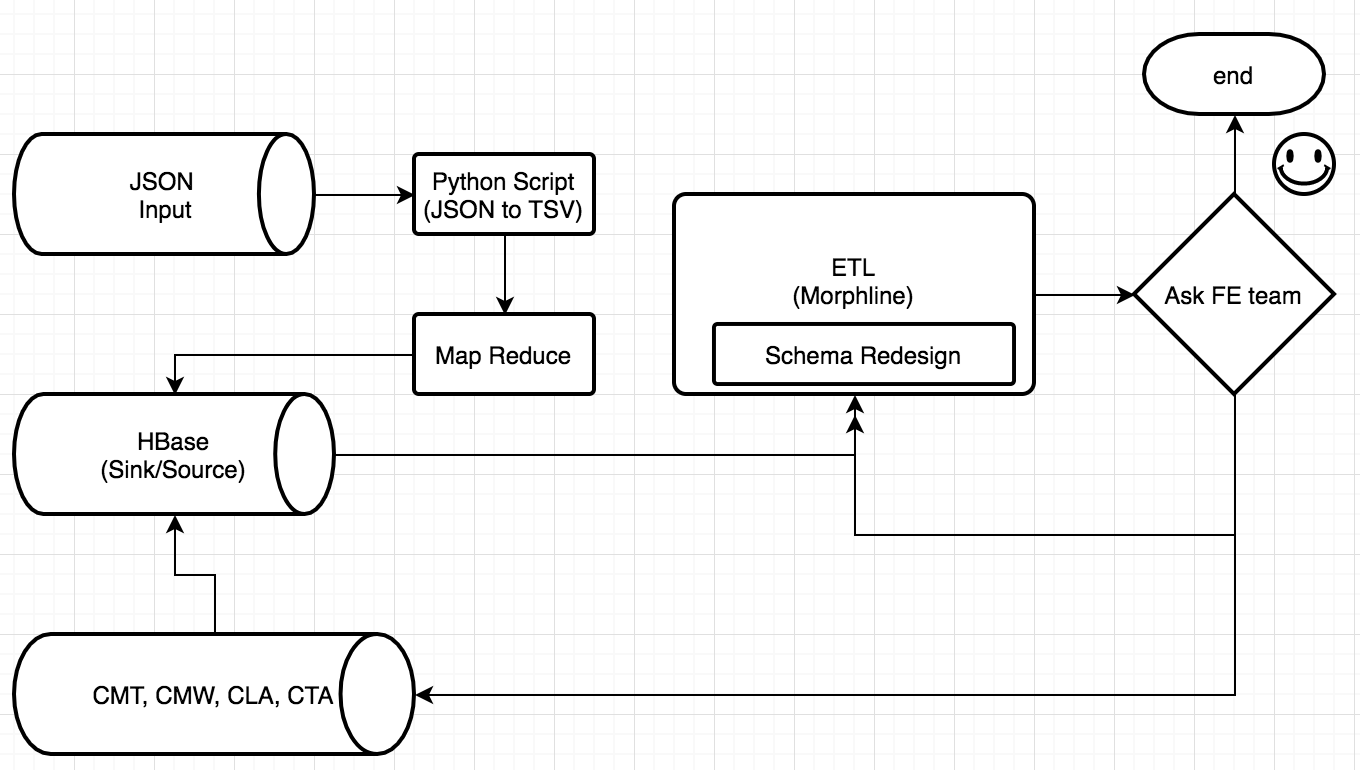 end
JSON
Input
Python Script
(JSON to TSV)
ETL
(Morphline)
Ask FE team
Map Reduce
Schema Redesign
HBase
(Sink/Source)
CMT, CMW, CLA, CTA